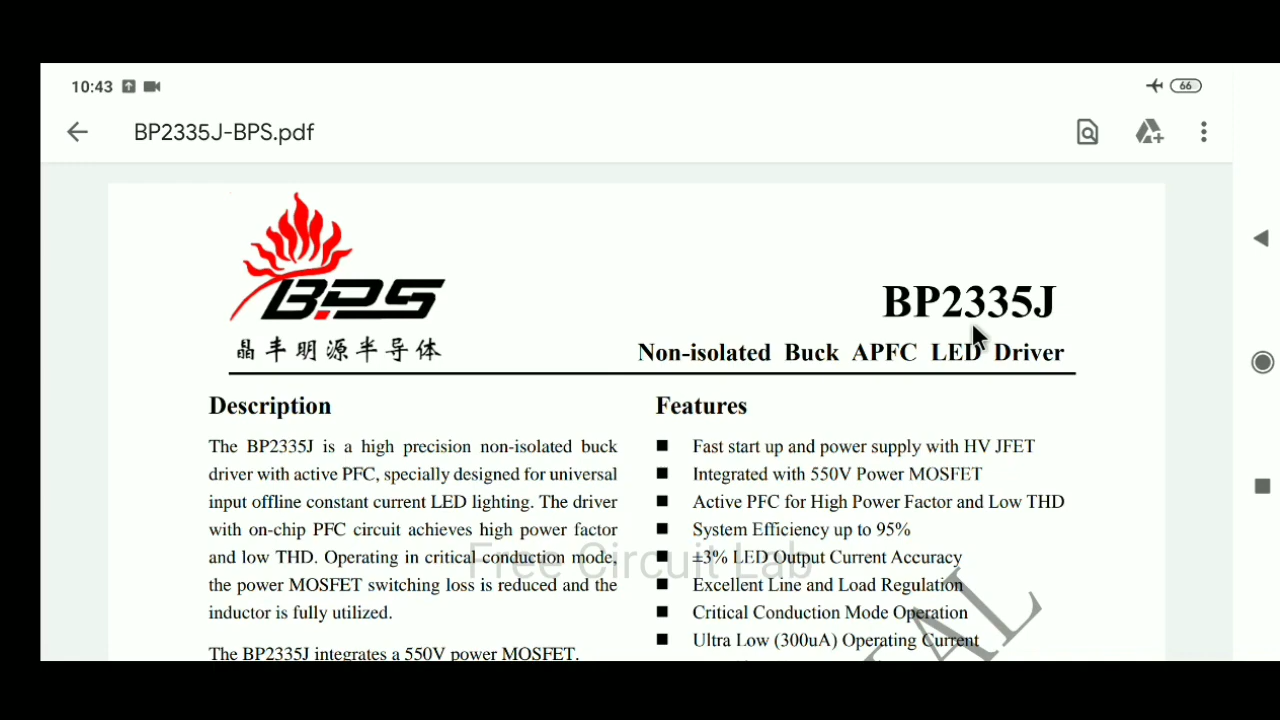 10:43
66
BP2335J-BPS.pdf
BPS
晶丰明源半导体
BP2335J
Non-isolated Buck APFC LED Driver
Description
The BP2335J is a high precision non-isolated buck
driver with active PFC, specially designed for universal
input offline constant current LED lighting. The driver
with on-chip PFC circuit achieves high power factor
and low THD. Operating in critical conduction mode,
the power MOSFET switching loss is reduced and the
inductor is fully utilized.
The BP2335J integrates a 550V power MOSFET.
Features
■ Fast start up and power supply with HV JFET
■ Integrated with 550V Power MOSFET
■ Active PFC for High Power Factor and Low THD
■ System Efficiency up to 95%
■ ±3% LED Output Current Accuracy
■ Excellent Line and Load Regulation
■ Critical Conduction Mode Operation
■ Ultra Low (300uA) Operating Current
Free Circuit Lab